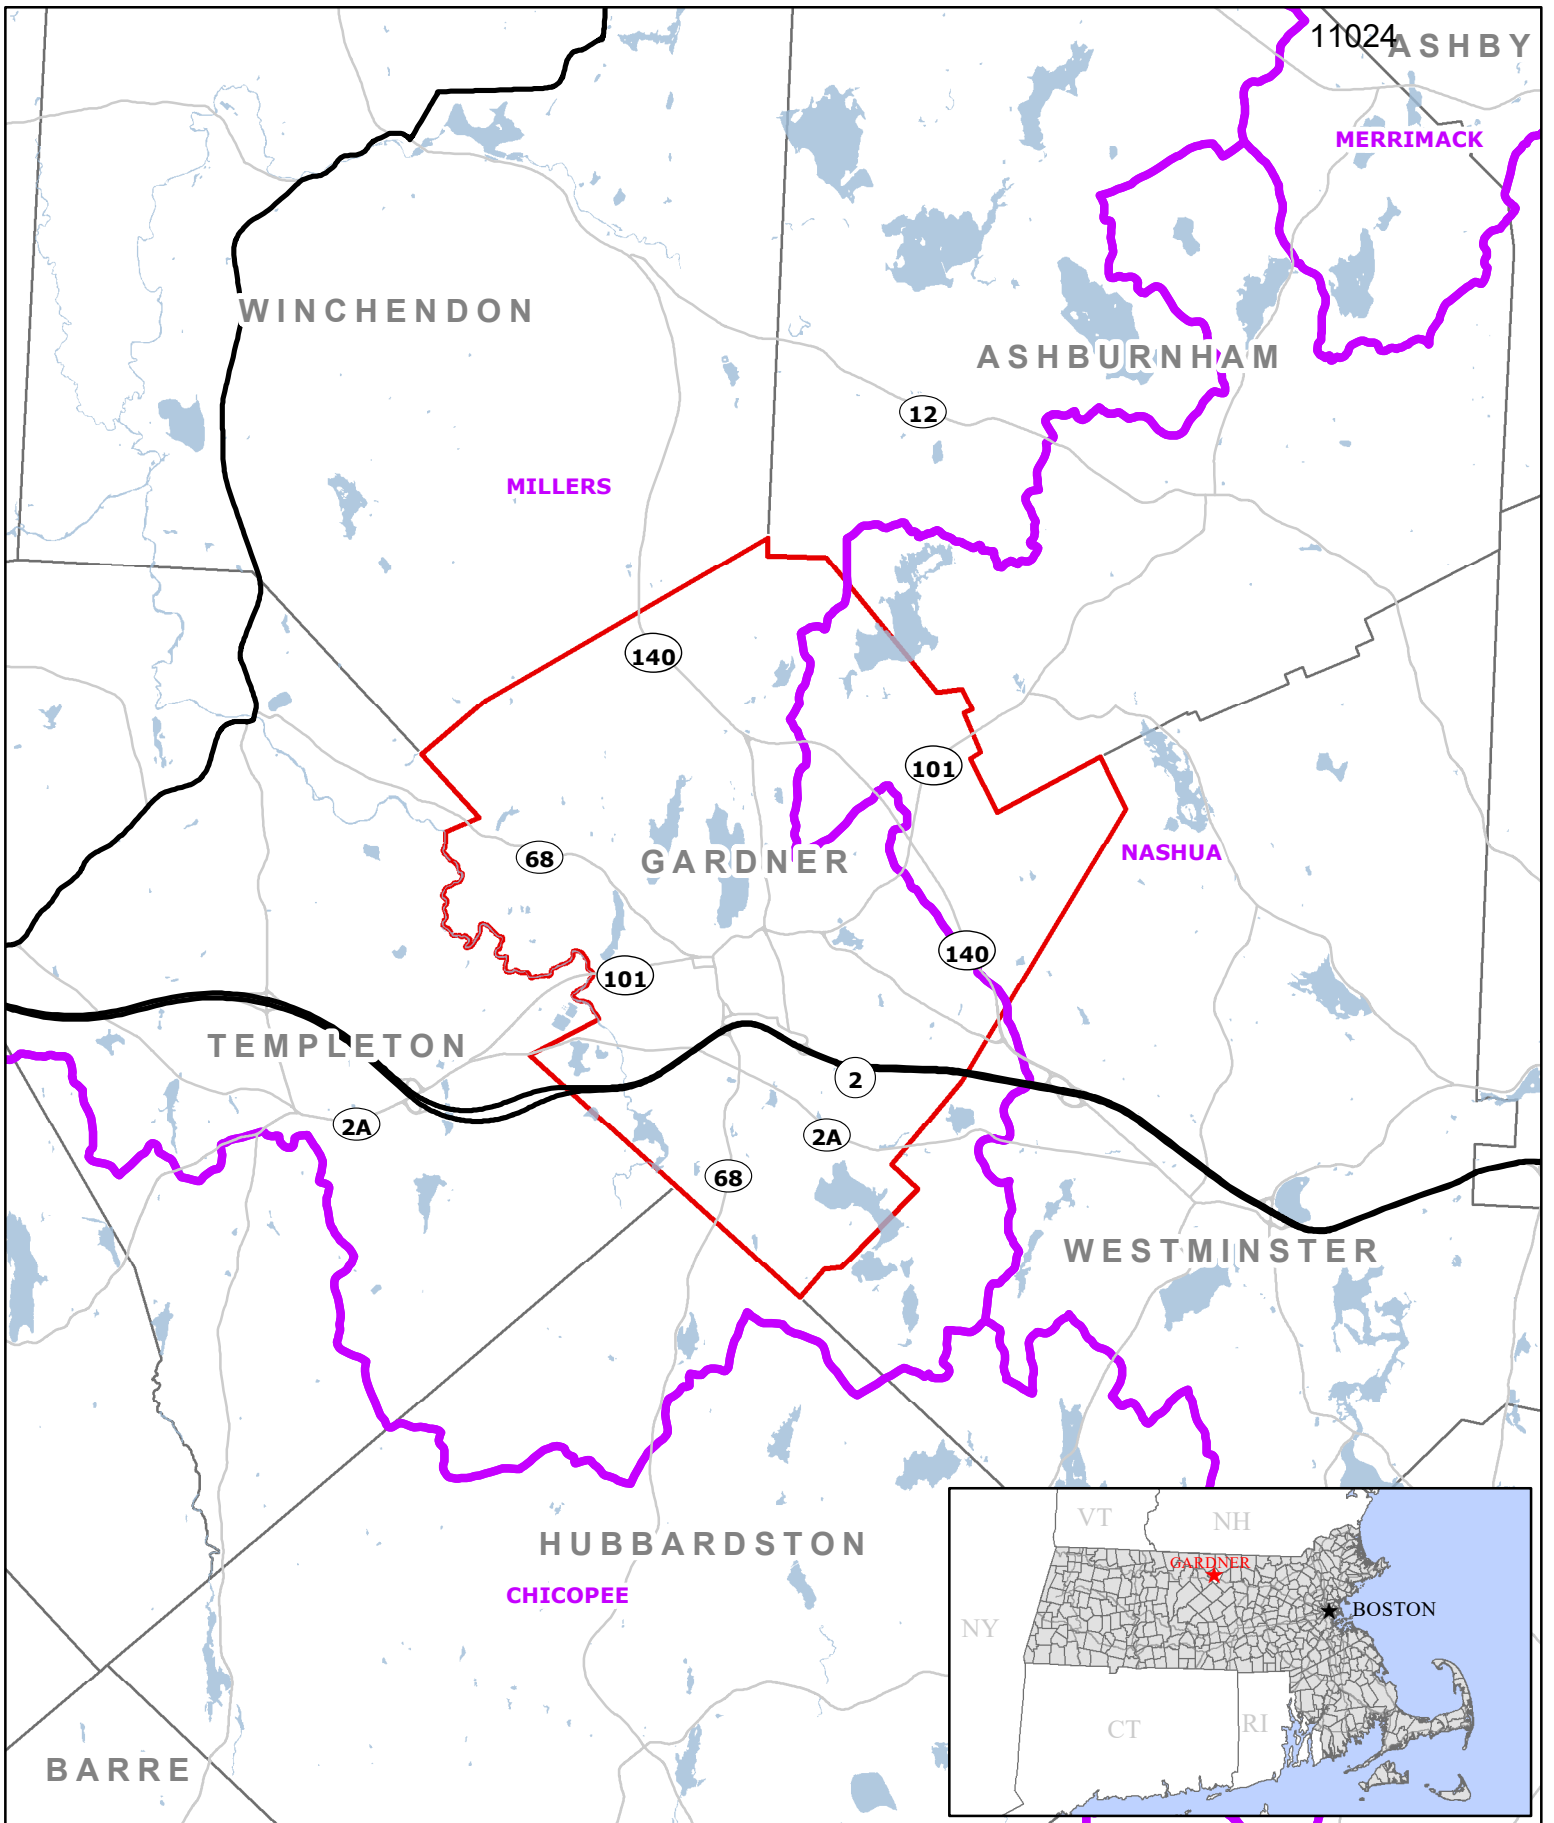 11024
ASHBY
MERRIMACK
WINCHENDON
ASHBURNHAM
12
MILLERS
140
101
68
GARDNER
NASHUA
140
101
TEMPLETON
2
2A
2A
68
WESTMINSTER
HUBBARDSTON
CHICOPEE
BARRE
VT
NH
GARDNER
BOSTON
NY
CT
RI